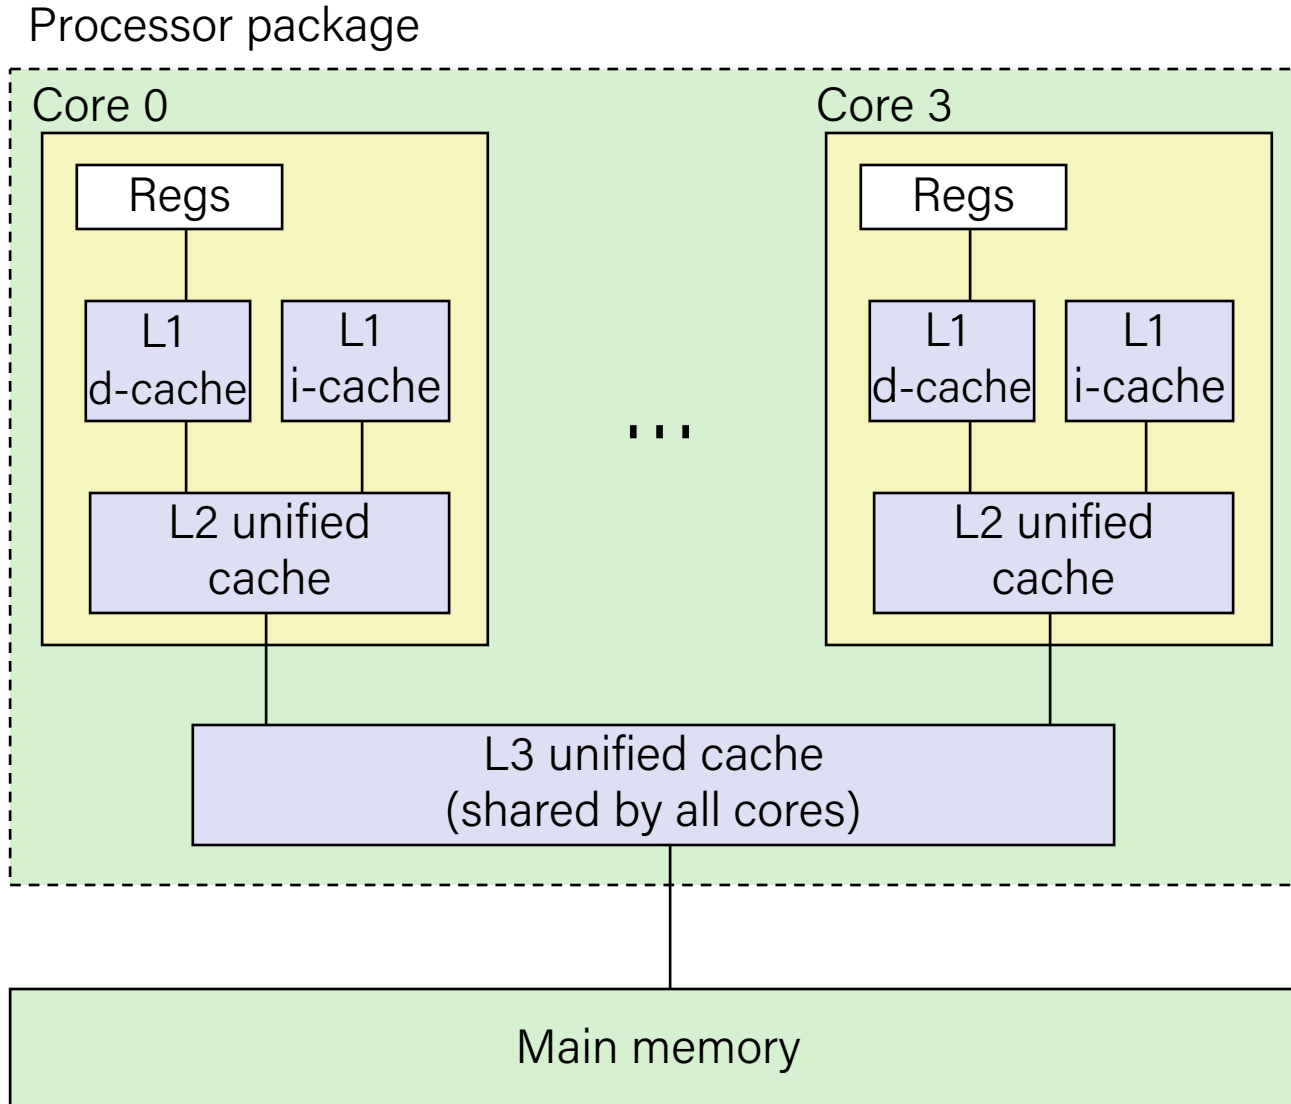 Processor package
Core 0
Regs
L1
d-cache
L1
i-cache
L2 unified
cache
...
Core 3
Regs
L1
d-cache
L1
i-cache
L2 unified
cache
L3 unified cache
(shared by all cores)
Main memory